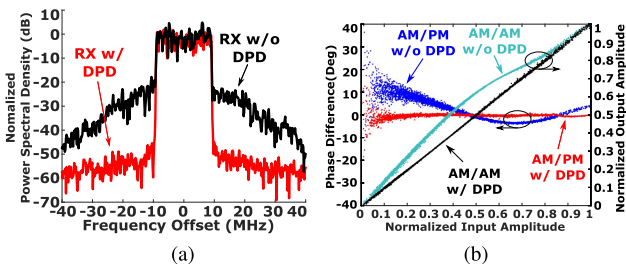 10
0
-10
-20
-30
-40
-50
-60
-70
-40 -30 -20 -10 0 10 20 30 40
Nomalized
Power Spectral Density (dB)
Frequency Offset (MHz)
RX w/
DPD
RX w/o
DPD
(a)
40
30
20
10
0
-10
-20
-30
-40
0 0.1 0.2 0.3 0.4 0.5 0.6 0.7 0.8 0.9 1
1
0.9
0.8
0.7
0.6
0.5
0.4
0.3
0.2
0.1
0
Phase Difference(Deg)
Normalized Input Amplitude
Normalized Output Amplitude
AM/PM
w/o DPD
AM/AM
w/o DPD
AM/AM
w/ DPD
AM/PM
w/ DPD
(b)